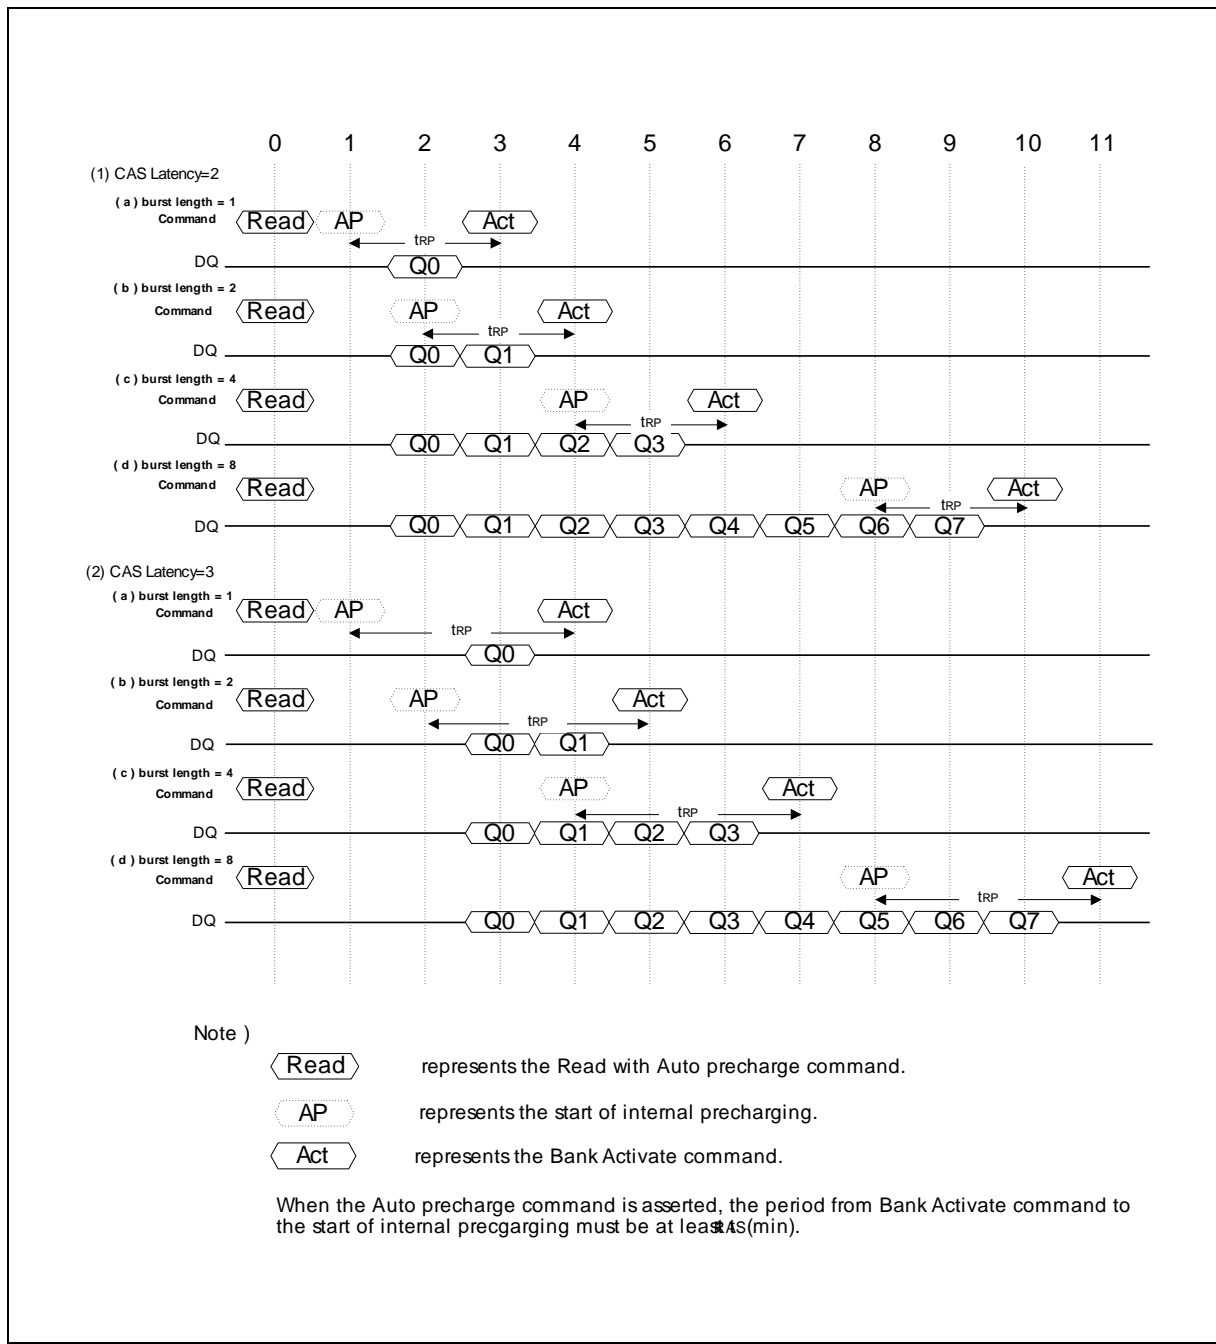 0 1 2 3 4 5 6 7 8 9 10 11
(1) CAS Latency=2
( a ) burst length = 1
Command Read AP Act
tRP
DQ Q0
( b ) burst length = 2
Command Read AP Act
tRP
DQ Q0 Q1
( c ) burst length = 4
Command Read AP Act
tRP
DQ Q0 Q1 Q2 Q3
( d ) burst length = 8
Command Read AP Act
tRP
DQ Q0 Q1 Q2 Q3 Q4 Q5 Q6 Q7
(2) CAS Latency=3
( a ) burst length = 1
Command Read AP Act
tRP
DQ Q0
( b ) burst length = 2
Command Read AP Act
tRP
DQ Q0 Q1
( c ) burst length = 4
Command Read AP Act
tRP
DQ Q0 Q1 Q2 Q3
( d ) burst length = 8
Command Read AP Act
tRP
DQ Q0 Q1 Q2 Q3 Q4 Q5 Q6 Q7
Note )
Read represents the Read with Auto precharge command.
AP represents the start of internal precharging.
Act represents the Bank Activate command.
When the Auto precharge command is asserted, the period from Bank Activate command to
the start of internal precgarging must be at least tRAS(min).